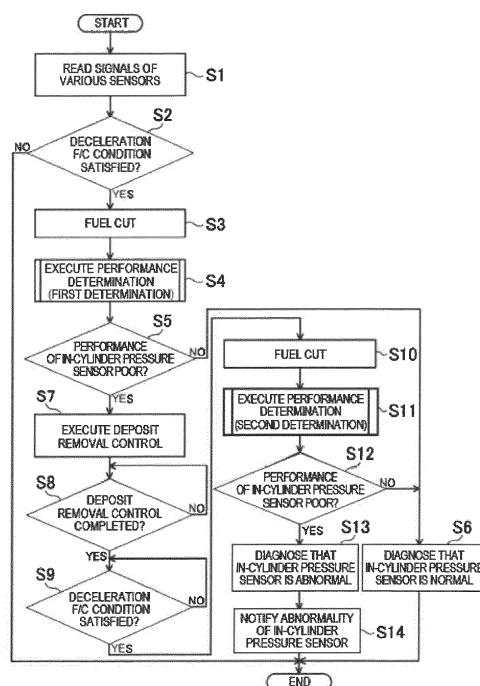 START
READ SIGNALS OF
VARIOUS SENSORS
S1
S2
NO
DECELERATION
F/C CONDITION
SATISFIED?
YES
FUEL CUT
S3
EXECUTE PERFORMANCE
DETERMINATION
(FIRST DETERMINATION)
S4
S5
PERFORMANCE
OF IN-CYLINDER PRESSURE
SENSOR POOR?
NO
YES
S7
EXECUTE DEPOSIT
REMOVAL CONTROL
S8
DEPOSIT
REMOVAL CONTROL
COMPLETED?
NO
YES
S9
DECELERATION
F/C CONDITION
SATISFIED?
NO
YES
FUEL CUT
S10
EXECUTE PERFORMANCE
DETERMINATION
(SECOND DETERMINATION)
S11
S12
PERFORMANCE
OF IN-CYLINDER PRESSURE
SENSOR POOR?
NO
YES
S13
DIAGNOSE THAT
IN-CYLINDER PRESSURE
SENSOR IS ABNORMAL
S6
DIAGNOSE THAT
IN-CYLINDER PRESSURE
SENSOR IS NORMAL
NOTIFY ABNORMALITY
OF IN-CYLINDER
PRESSURE SENSOR
S14
END